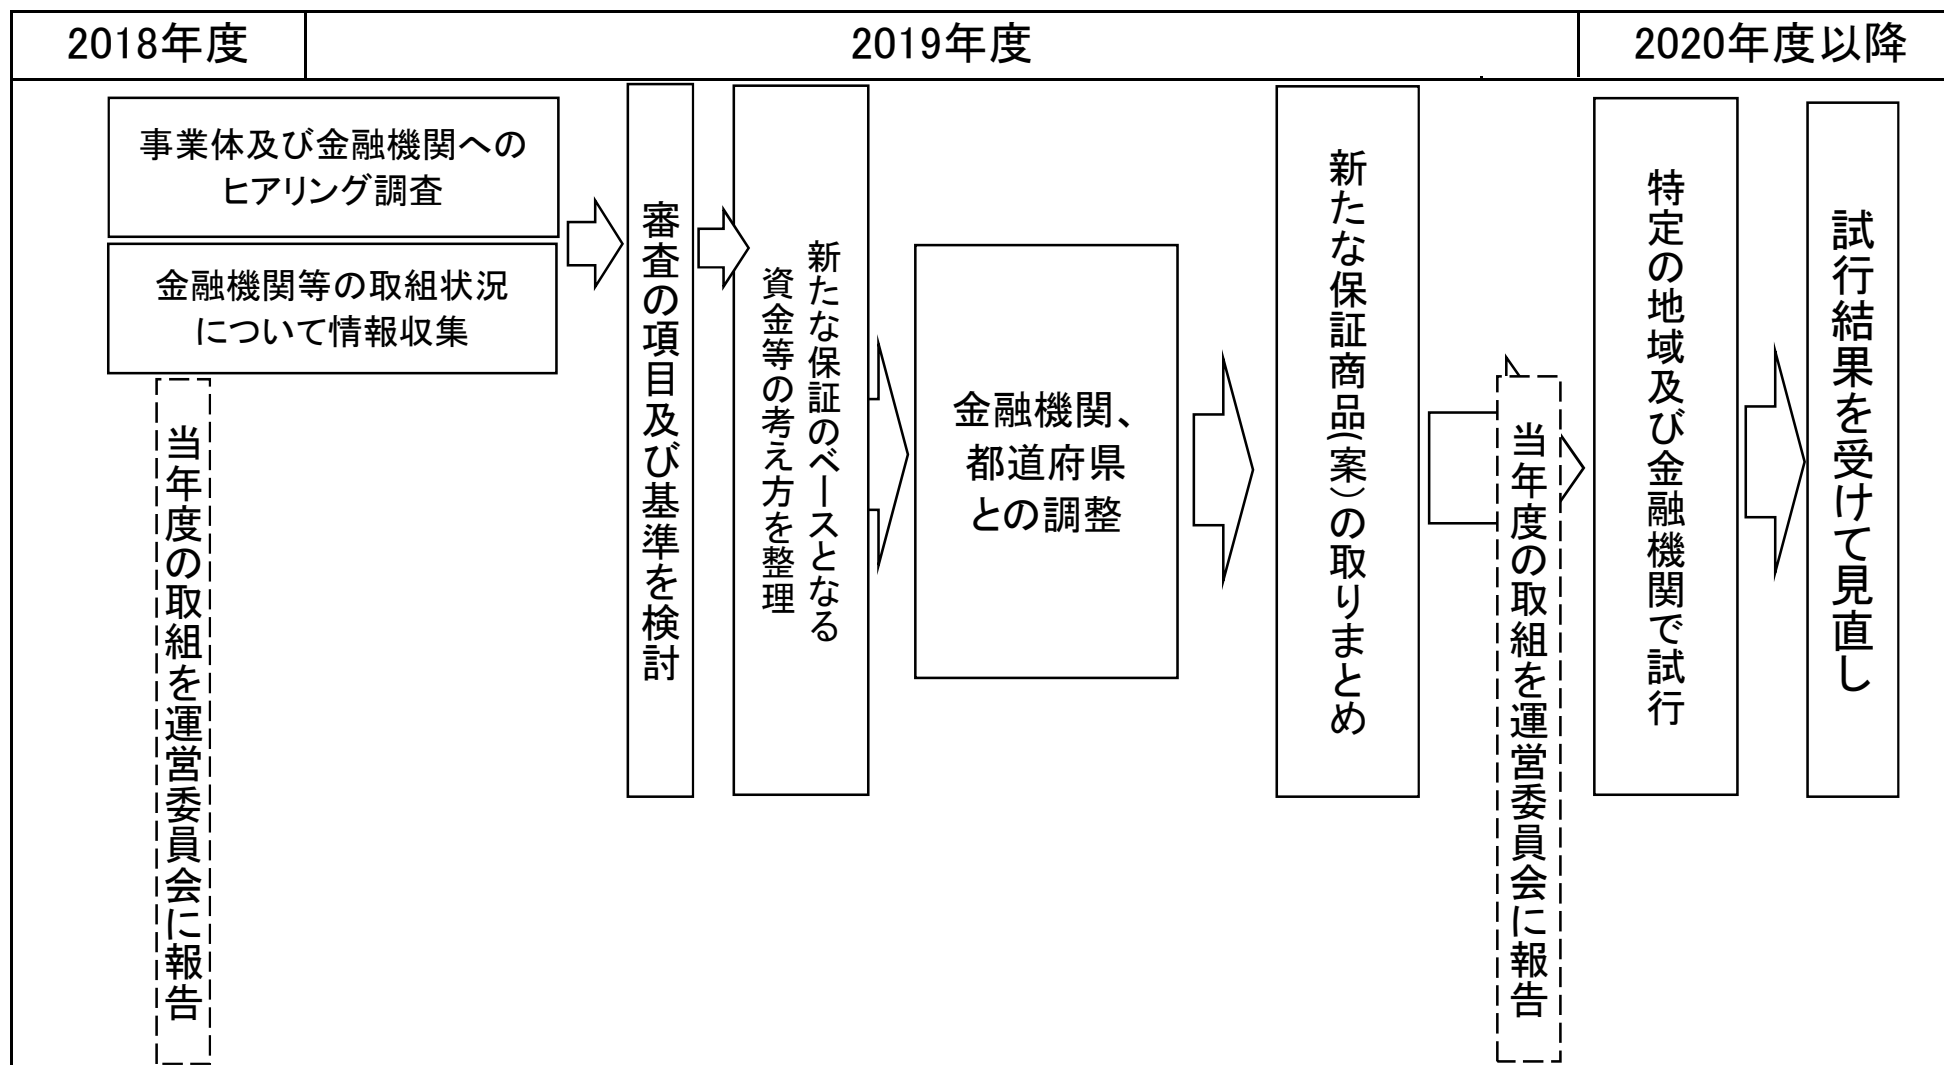 2018年度
2019年度
2020年度以降
事業体及び金融機関への
ヒアリング調査
金融機関等の取組状況
について情報収集
当年度の取組を運営委員会に報告
審査の項目及び基準を検討
新たな保証のベースとなる
資金等の考え方を整理
金融機関、
都道府県
との調整
新たな保証商品(案)の取りまとめ
当年度の取組を運営委員会に報告
特定の地域及び金融機関で試行
試行結果を受けて見直し